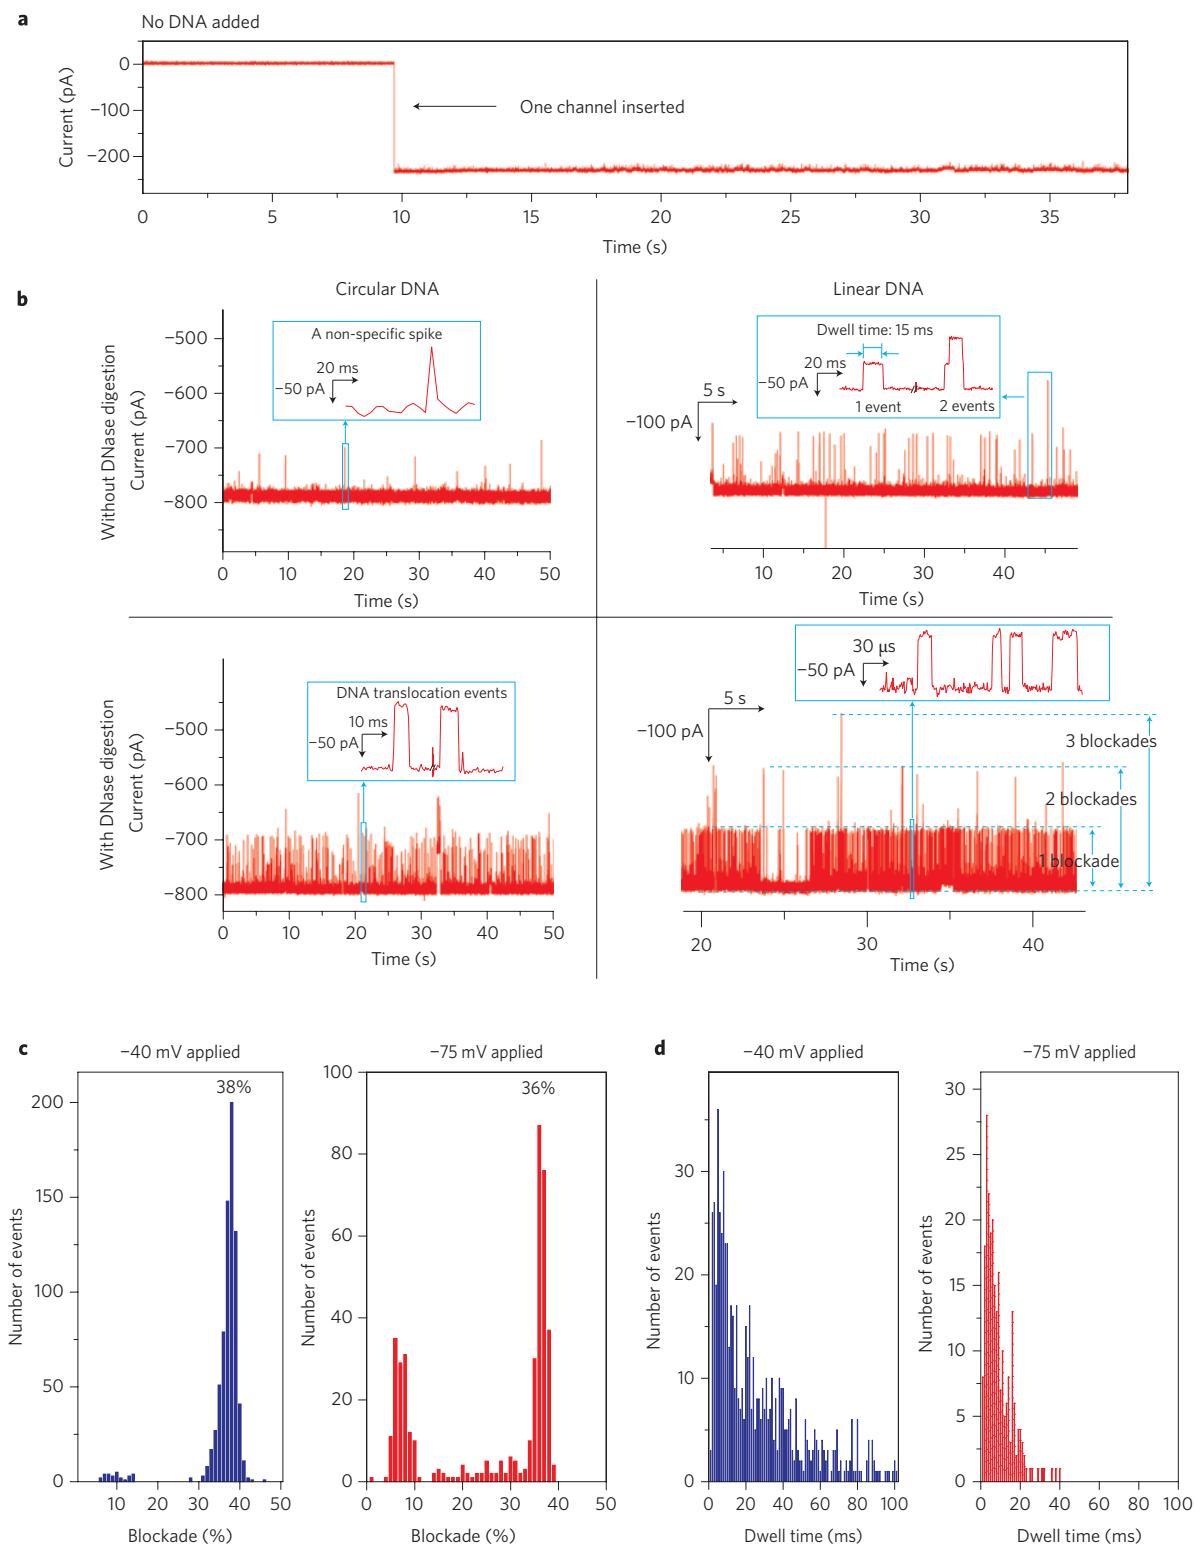 a
No DNA added
0
−100
−200
Current (pA)
One channel inserted
0 5 10 15 20 25 30 35
Time (s)
b
Circular DNA
Linear DNA
Without DNase digestion
Current (pA)
−500
−600
−700
−800
A non-specific spike
20 ms
−50 pA
0 10 20 30 40 50
Time (s)
5 s
−100 pA
Dwell time: 15 ms
20 ms
−50 pA
1 event
2 events
10 20 30 40
Time (s)
With DNase digestion
Current (pA)
−500
−600
−700
−800
DNA translocation events
10 ms
−50 pA
0 10 20 30 40 50
Time (s)
30 µs
−50 pA
5 s
−100 pA
3 blockades
2 blockades
1 blockade
20 30 40
Time (s)
c
−40 mV applied
38%
Number of events
200
150
100
50
0
10 20 30 40 50
Blockade (%)
−75 mV applied
36%
Number of events
100
80
60
40
20
0
0 10 20 30 40 50
Blockade (%)
d
−40 mV applied
Number of events
30
20
10
0
0 20 40 60 80 100
Dwell time (ms)
−75 mV applied
Number of events
30
25
20
15
10
5
0
0 20 40 60 80 100
Dwell time (ms)